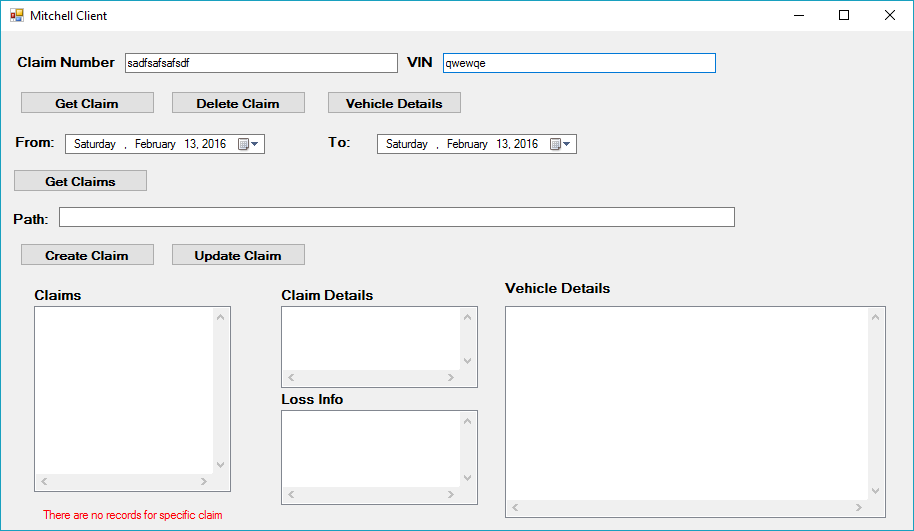 Mitchell Client
Claim Number sadfsafsafsdf VIN qwewqe
Get Claim Delete Claim Vehicle Details
From: Saturday , February 13, 2016 To: Saturday , February 13, 2016
Get Claims
Path:
Create Claim Update Claim
Claims Claim Details Vehicle Details
Loss Info
There are no records for specific claim